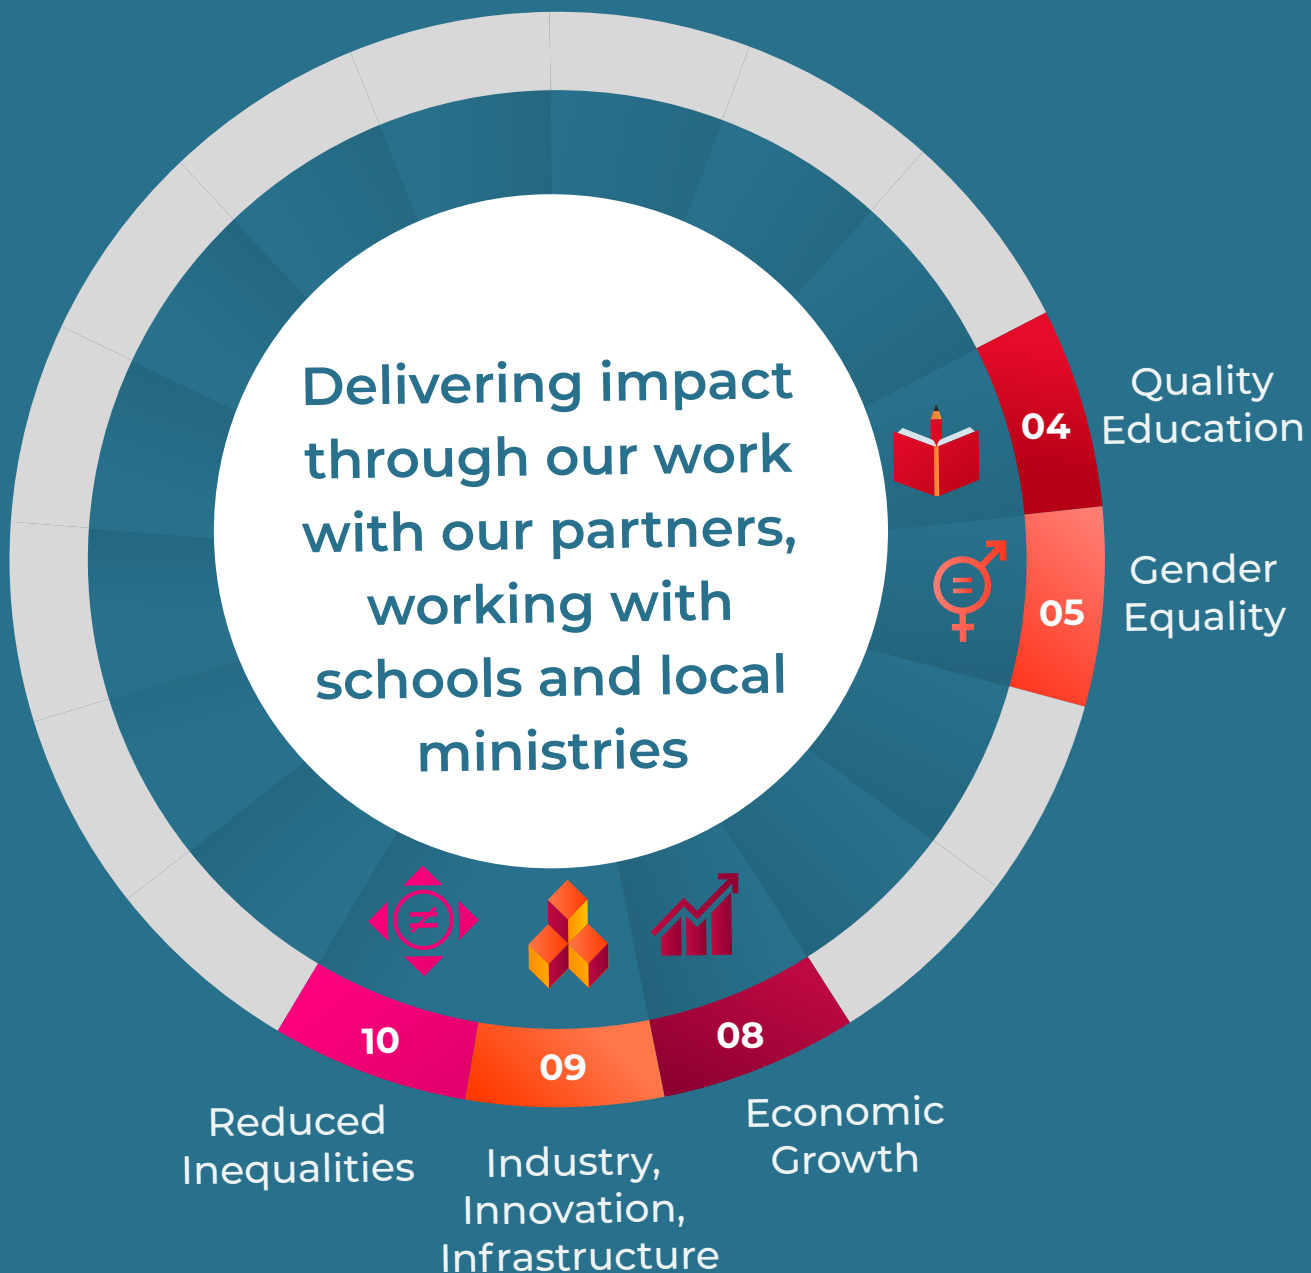 Delivering impact
through our work
with our partners,
working with
schools and local
ministries
04
Quality
Education
05
Gender
Equality
08
Economic
Growth
09
Industry,
Innovation,
Infrastructure
10
Reduced
Inequalities